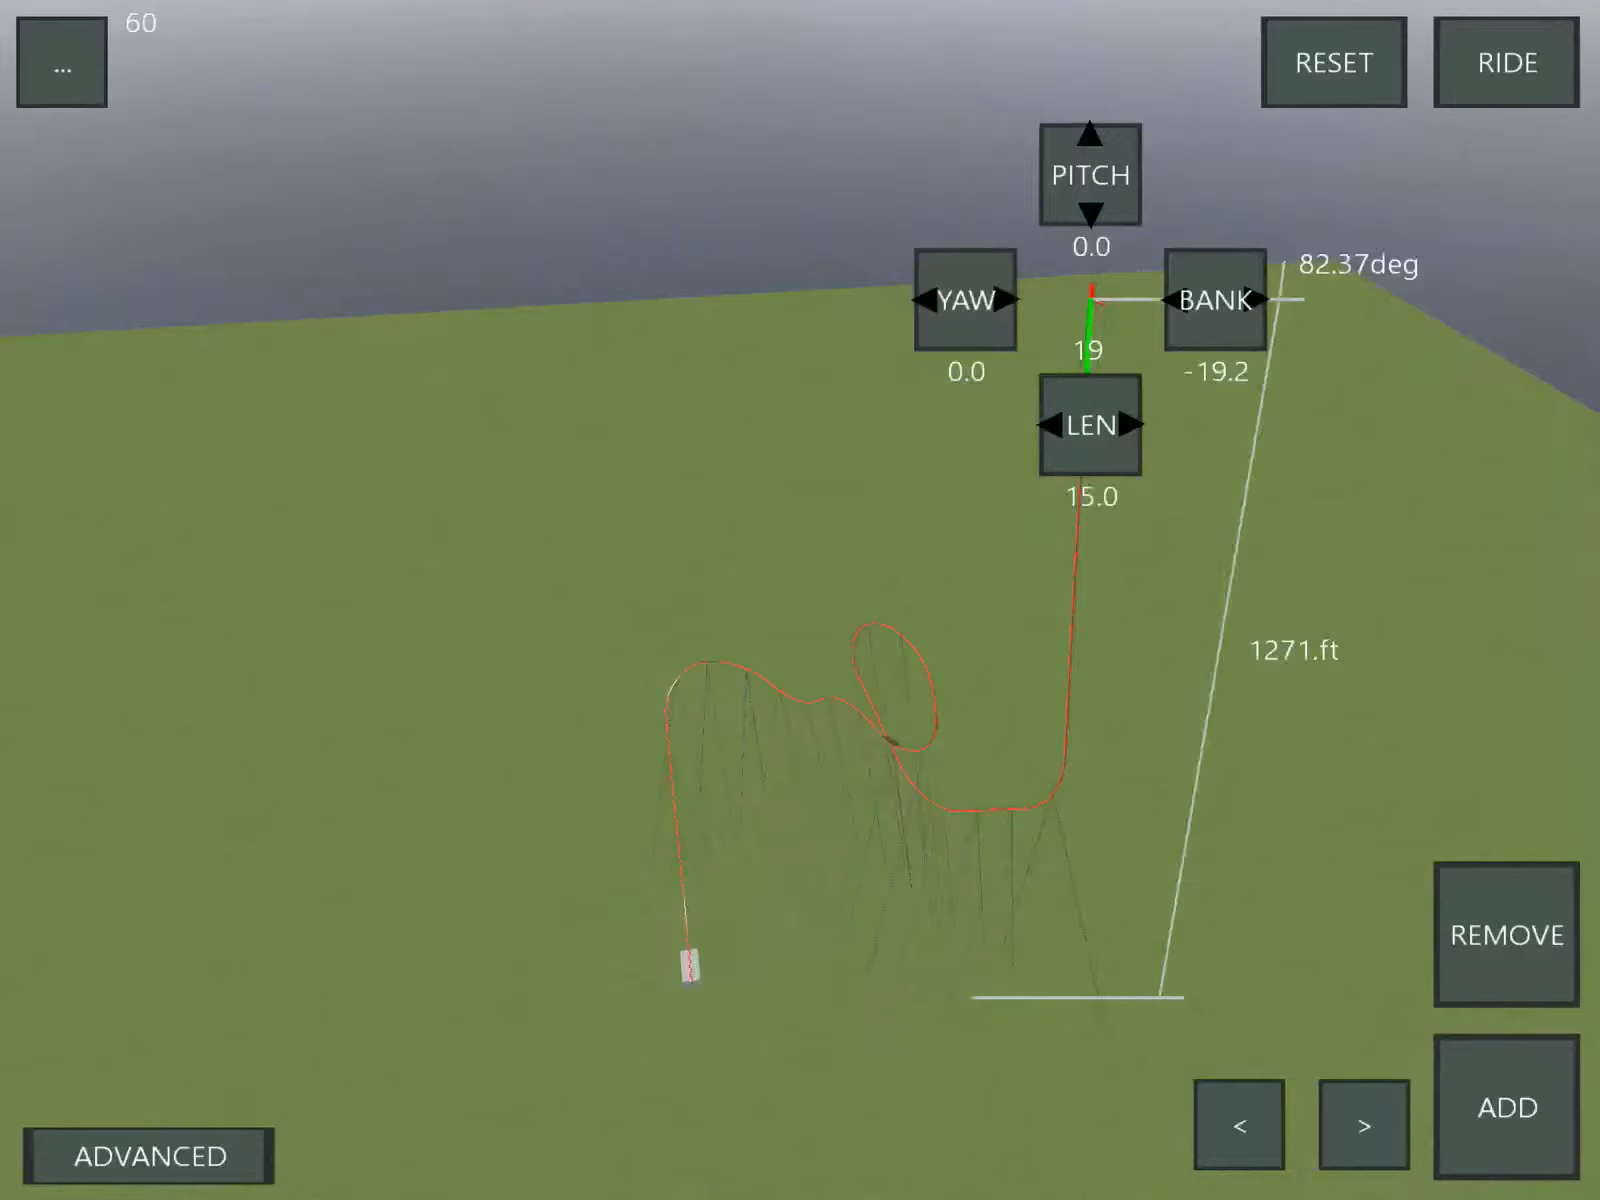 ...
60
RESET
RIDE
PITCH
0.0
YAW
0.0
BANK
-19.2
82.37deg
19
LEN
15.0
1271.ft
REMOVE
ADD
<
>
ADVANCED